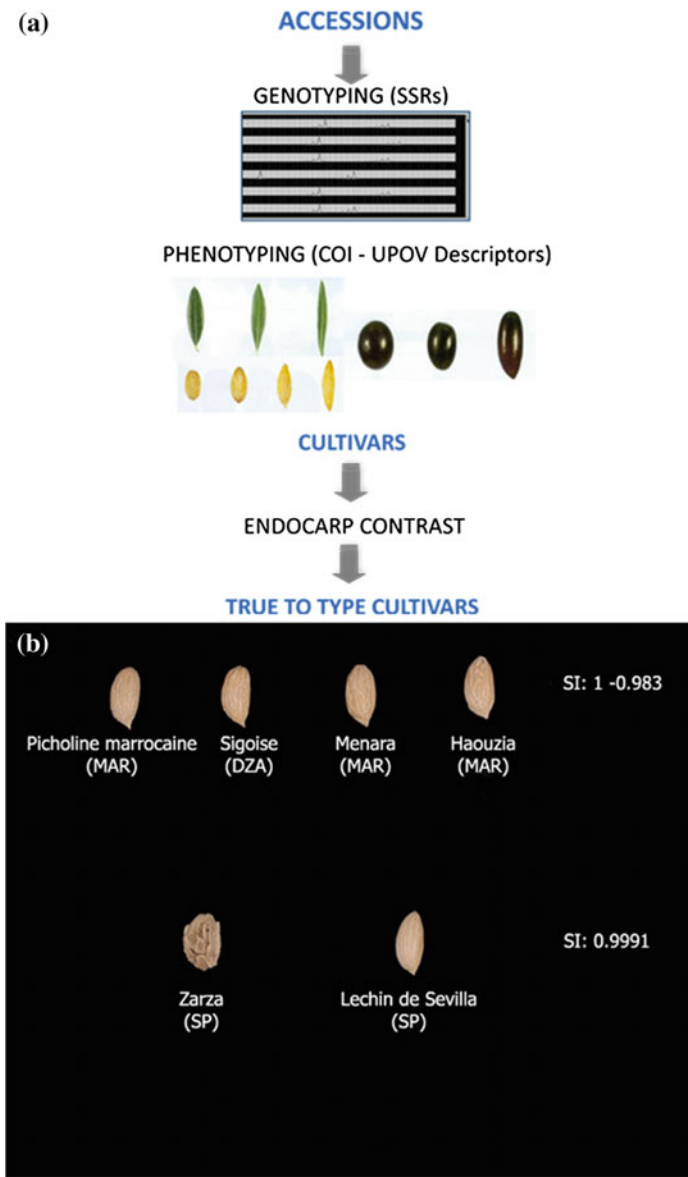 (a)
ACCESSIONS
GENOTYPING (SSRs)
PHENOTYPING (COI - UPOV Descriptors)
CULTIVARS
ENDOCARP CONTRAST
TRUE TO TYPE CULTIVARS
(b)
SI: 1 -0.983
Picholine marrocaine
(MAR)
Sigoise
(DZA)
Menara
(MAR)
Haouzia
(MAR)
SI: 0.9991
Zarza
(SP)
Lechin de Sevilla
(SP)